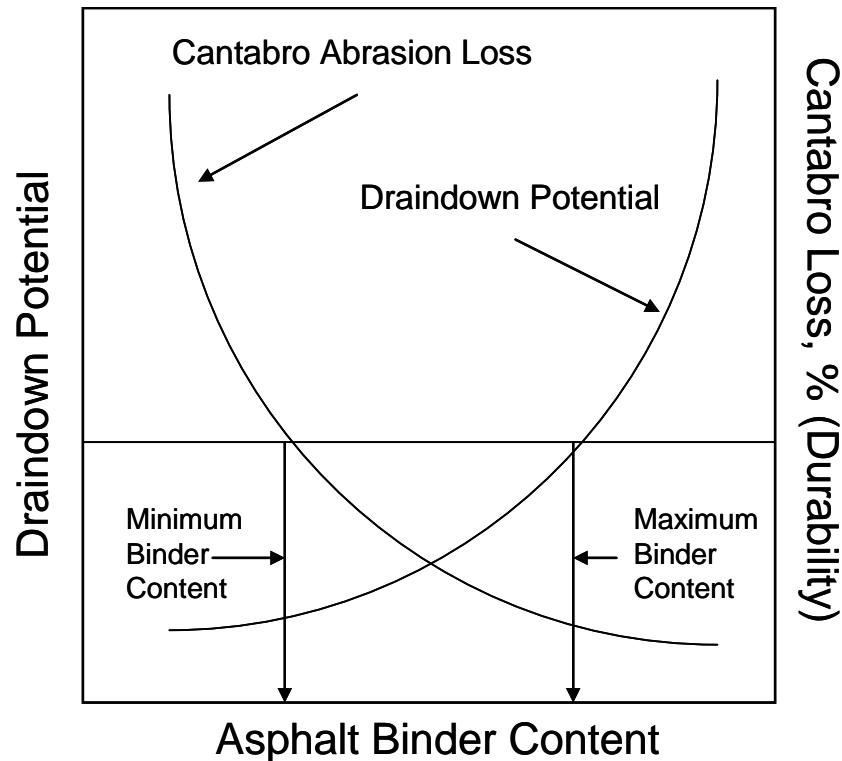 Cantabro Abrasion Loss
Draindown Potential
Draindown Potential
Cantabro Loss, % (Durability)
Minimum
Binder
Content
Maximum
Binder
Content
Asphalt Binder Content